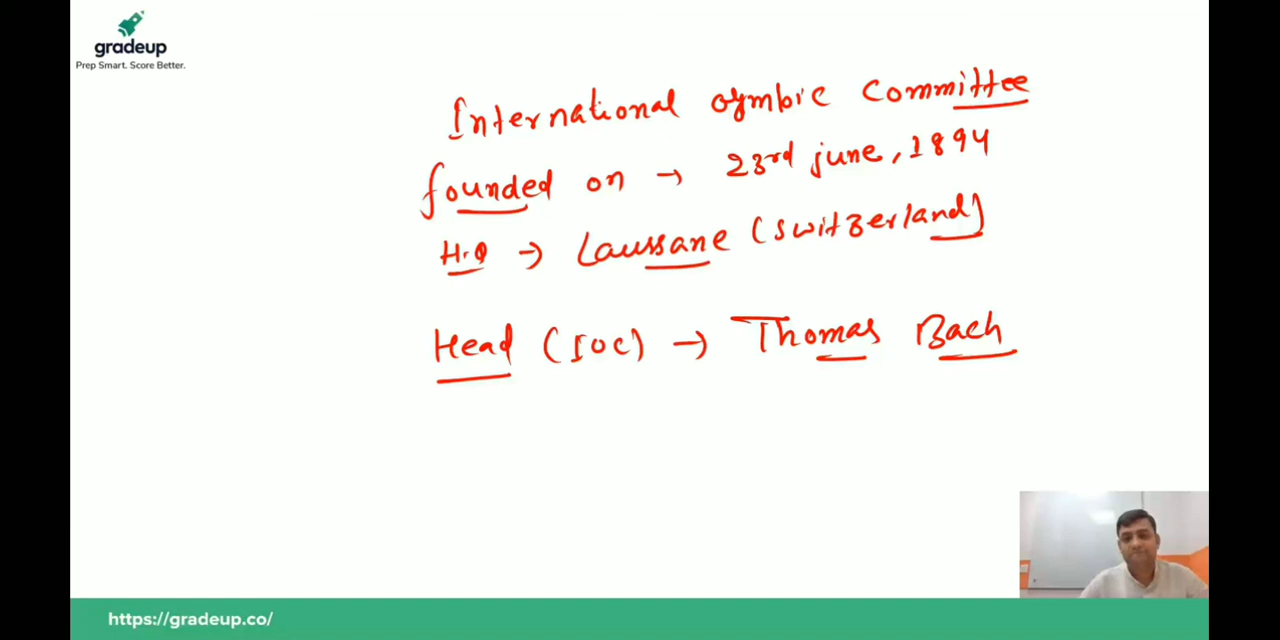 gradeup
Prep Smart. Score Better.
International oymbic committee
founded on → 23rd june, 1894
H.Q → Laussane (switzerland)
Head (IOC) → Thomas Bach
https://gradeup.co/